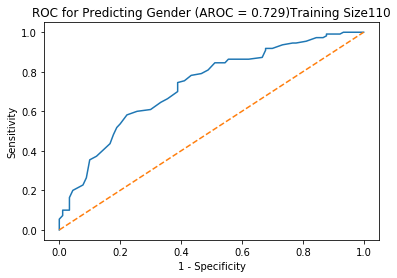 ROC for Predicting Gender (AROC = 0.729)Training Size110
1.0
0.8
0.6
0.4
0.2
0.0
Sensitivity
0.0 0.2 0.4 0.6 0.8 1.0
1 - Specificity